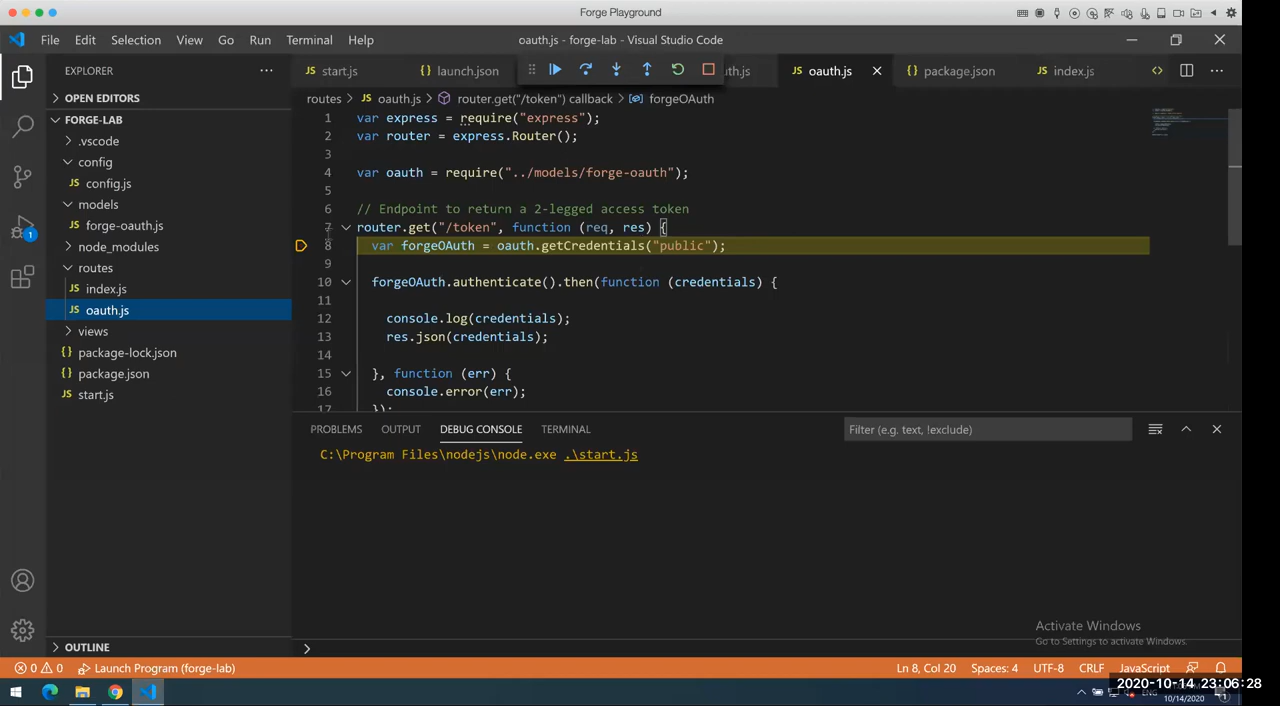 Forge Playground
File Edit Selection View Go Run Terminal Help
oauth.js - forge-lab - Visual Studio Code
EXPLORER
OPEN EDITORS
FORGE-LAB
.vscode
config
JS config.js
models
JS forge-oauth.js
node_modules
routes
JS index.js
JS oauth.js
views
{} package-lock.json
{} package.json
JS start.js
OUTLINE
1
JS start.js
{} launch.json
uth.js
JS oauth.js
{} package.json
JS index.js
routes > JS oauth.js > router.get("/token") callback > forgeOAuth
1 var express = require("express");
2 var router = express.Router();
3
4 var oauth = require("../models/forge-oauth");
5
6 // Endpoint to return a 2-legged access token
7 router.get("/token", function (req, res) {
8 var forgeOAuth = oauth.getCredentials("public");
9
10 forgeOAuth.authenticate().then(function (credentials) {
11
12 console.log(credentials);
13 res.json(credentials);
14
15 }, function (err) {
16 console.error(err);
17 });
PROBLEMS OUTPUT DEBUG CONSOLE TERMINAL
Filter (e.g. text, !exclude)
C:\Program Files\nodejs\node.exe .\start.js
Activate Windows
Go to Settings to activate Windows.
0 0 Launch Program (forge-lab)
Ln 8, Col 20 Spaces: 4 UTF-8 CRLF JavaScript
ENG
2020-10-14 23:06:28
10/14/2020